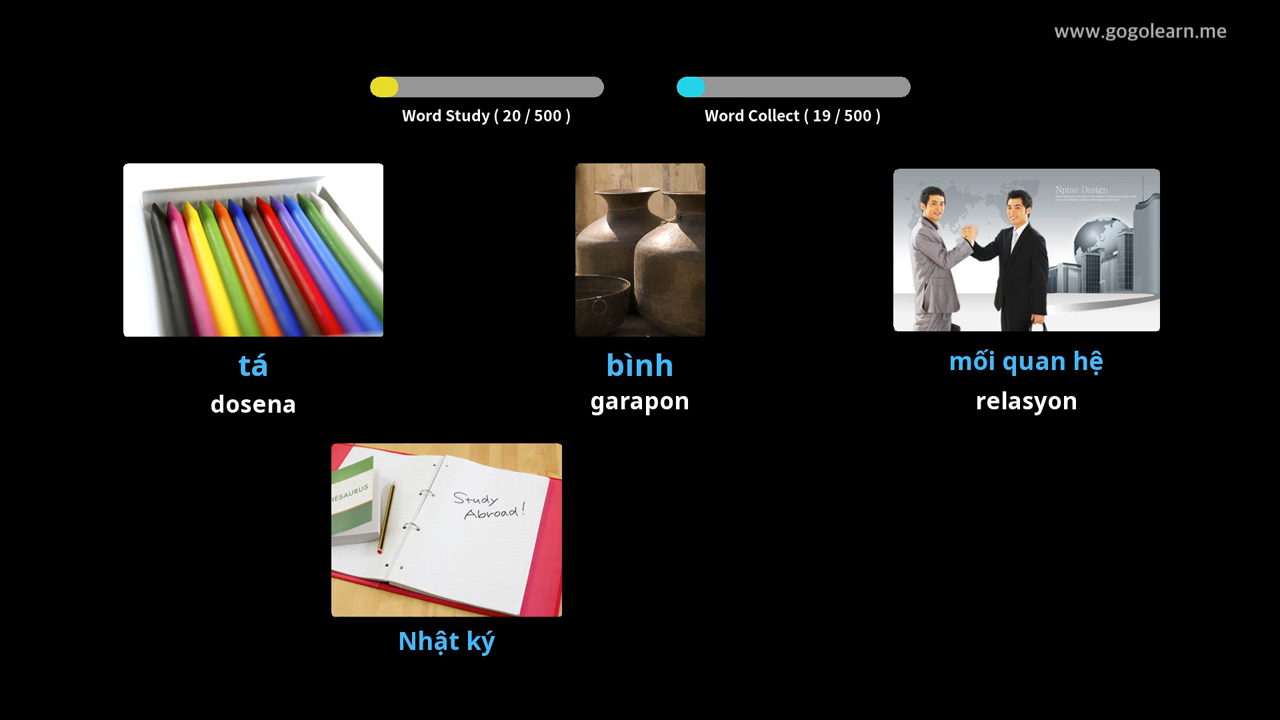 www.gogolearn.me
Word Study ( 20 / 500 )
Word Collect ( 19 / 500 )
Npine Design
tá
bình
mối quan hệ
dosena
garapon
relasyon
HESAURUS
Study
Abroad!
Nhật ký